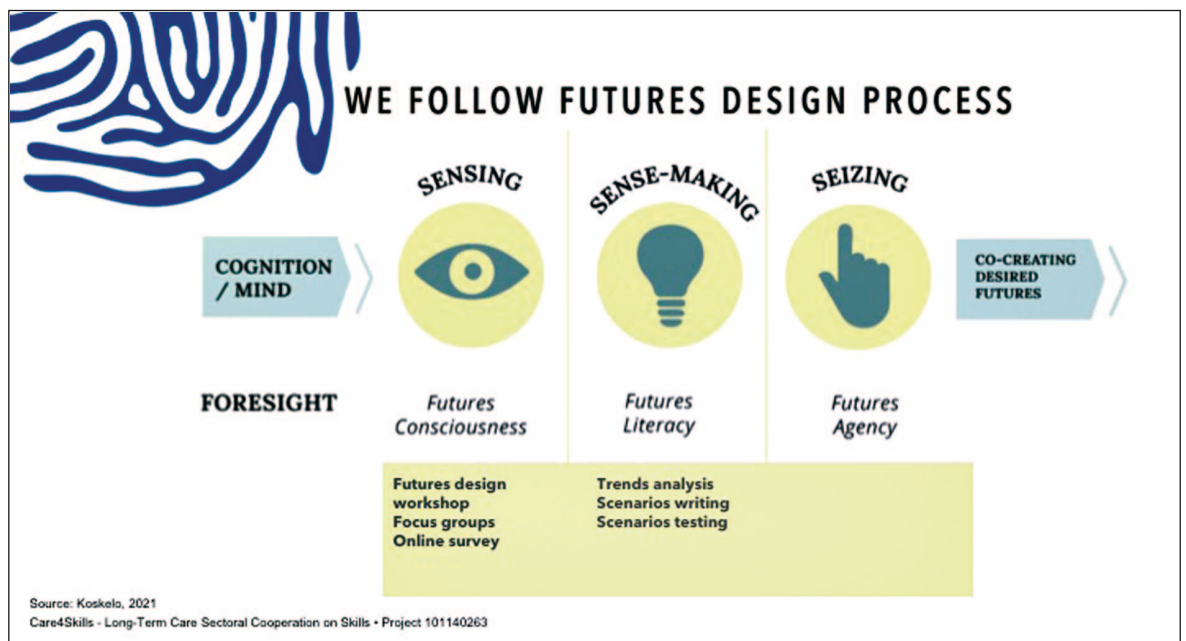 WE FOLLOW FUTURES DESIGN PROCESS
SENSING
SENSE-MAKING
SEIZING
COGNITION
/ MIND
CO-CREATING
DESIRED
FUTURES
FORESIGHT
Futures
Consciousness
Futures
Literacy
Futures
Agency
Futures design
workshop
Focus groups
Online survey
Trends analysis
Scenarios writing
Scenarios testing
Source: Koskelo, 2021
Care4Skills - Long-Term Care Sectoral Cooperation on Skills • Project 101140263